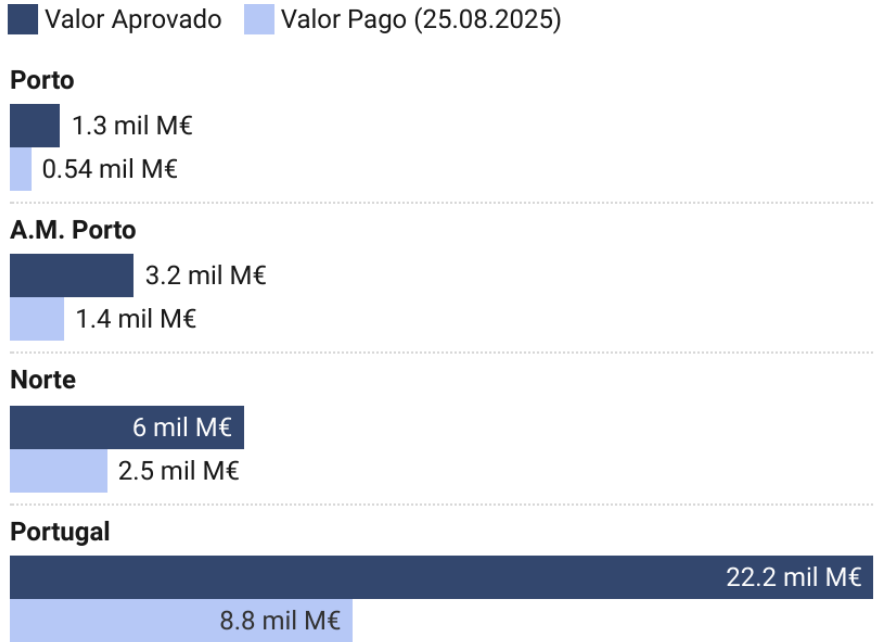 Valor Aprovado Valor Pago (25.08.2025)
Porto
1.3 mil M€
0.54 mil M€
A.M. Porto
3.2 mil M€
1.4 mil M€
Norte
6 mil M€
2.5 mil M€
Portugal
22.2 mil M€
8.8 mil M€